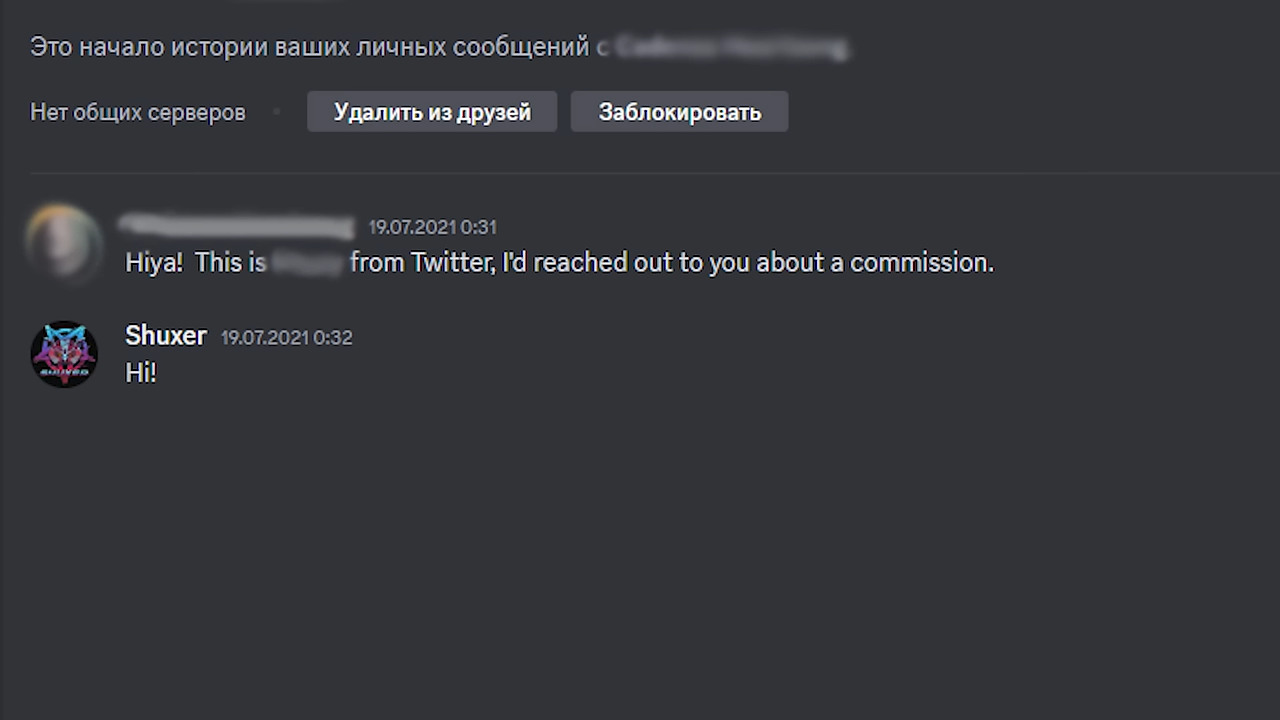 Это начало истории ваших личных сообщений с
Нет общих серверов
Удалить из друзей
Заблокировать
19.07.2021 0:31
Hiya! This is from Twitter, I'd reached out to you about a commission.
Shuxer 19.07.2021 0:32
Hi!